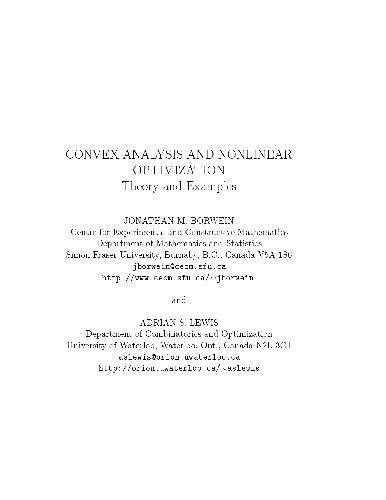 CONVEX ANALYSIS AND NONLINEAR
OPTIMIZATION
Theory and Examples
JONATHAN M. BORWEIN
Center for Experimental and Constructive Mathematics
Department of Mathematics and Statistics
Simon Fraser University, Burnaby, B.C., Canada V5A 1S6
jborwein@cecm.sfu.ca
http://www.cecm.sfu.ca/~jborwein
and
ADRIAN S. LEWIS
Department of Combinatorics and Optimization
University of Waterloo, Waterloo, Ont., Canada N2L 3G1
aslewis@orion.uwaterloo.ca
http://orion.uwaterloo.ca/~aslewis